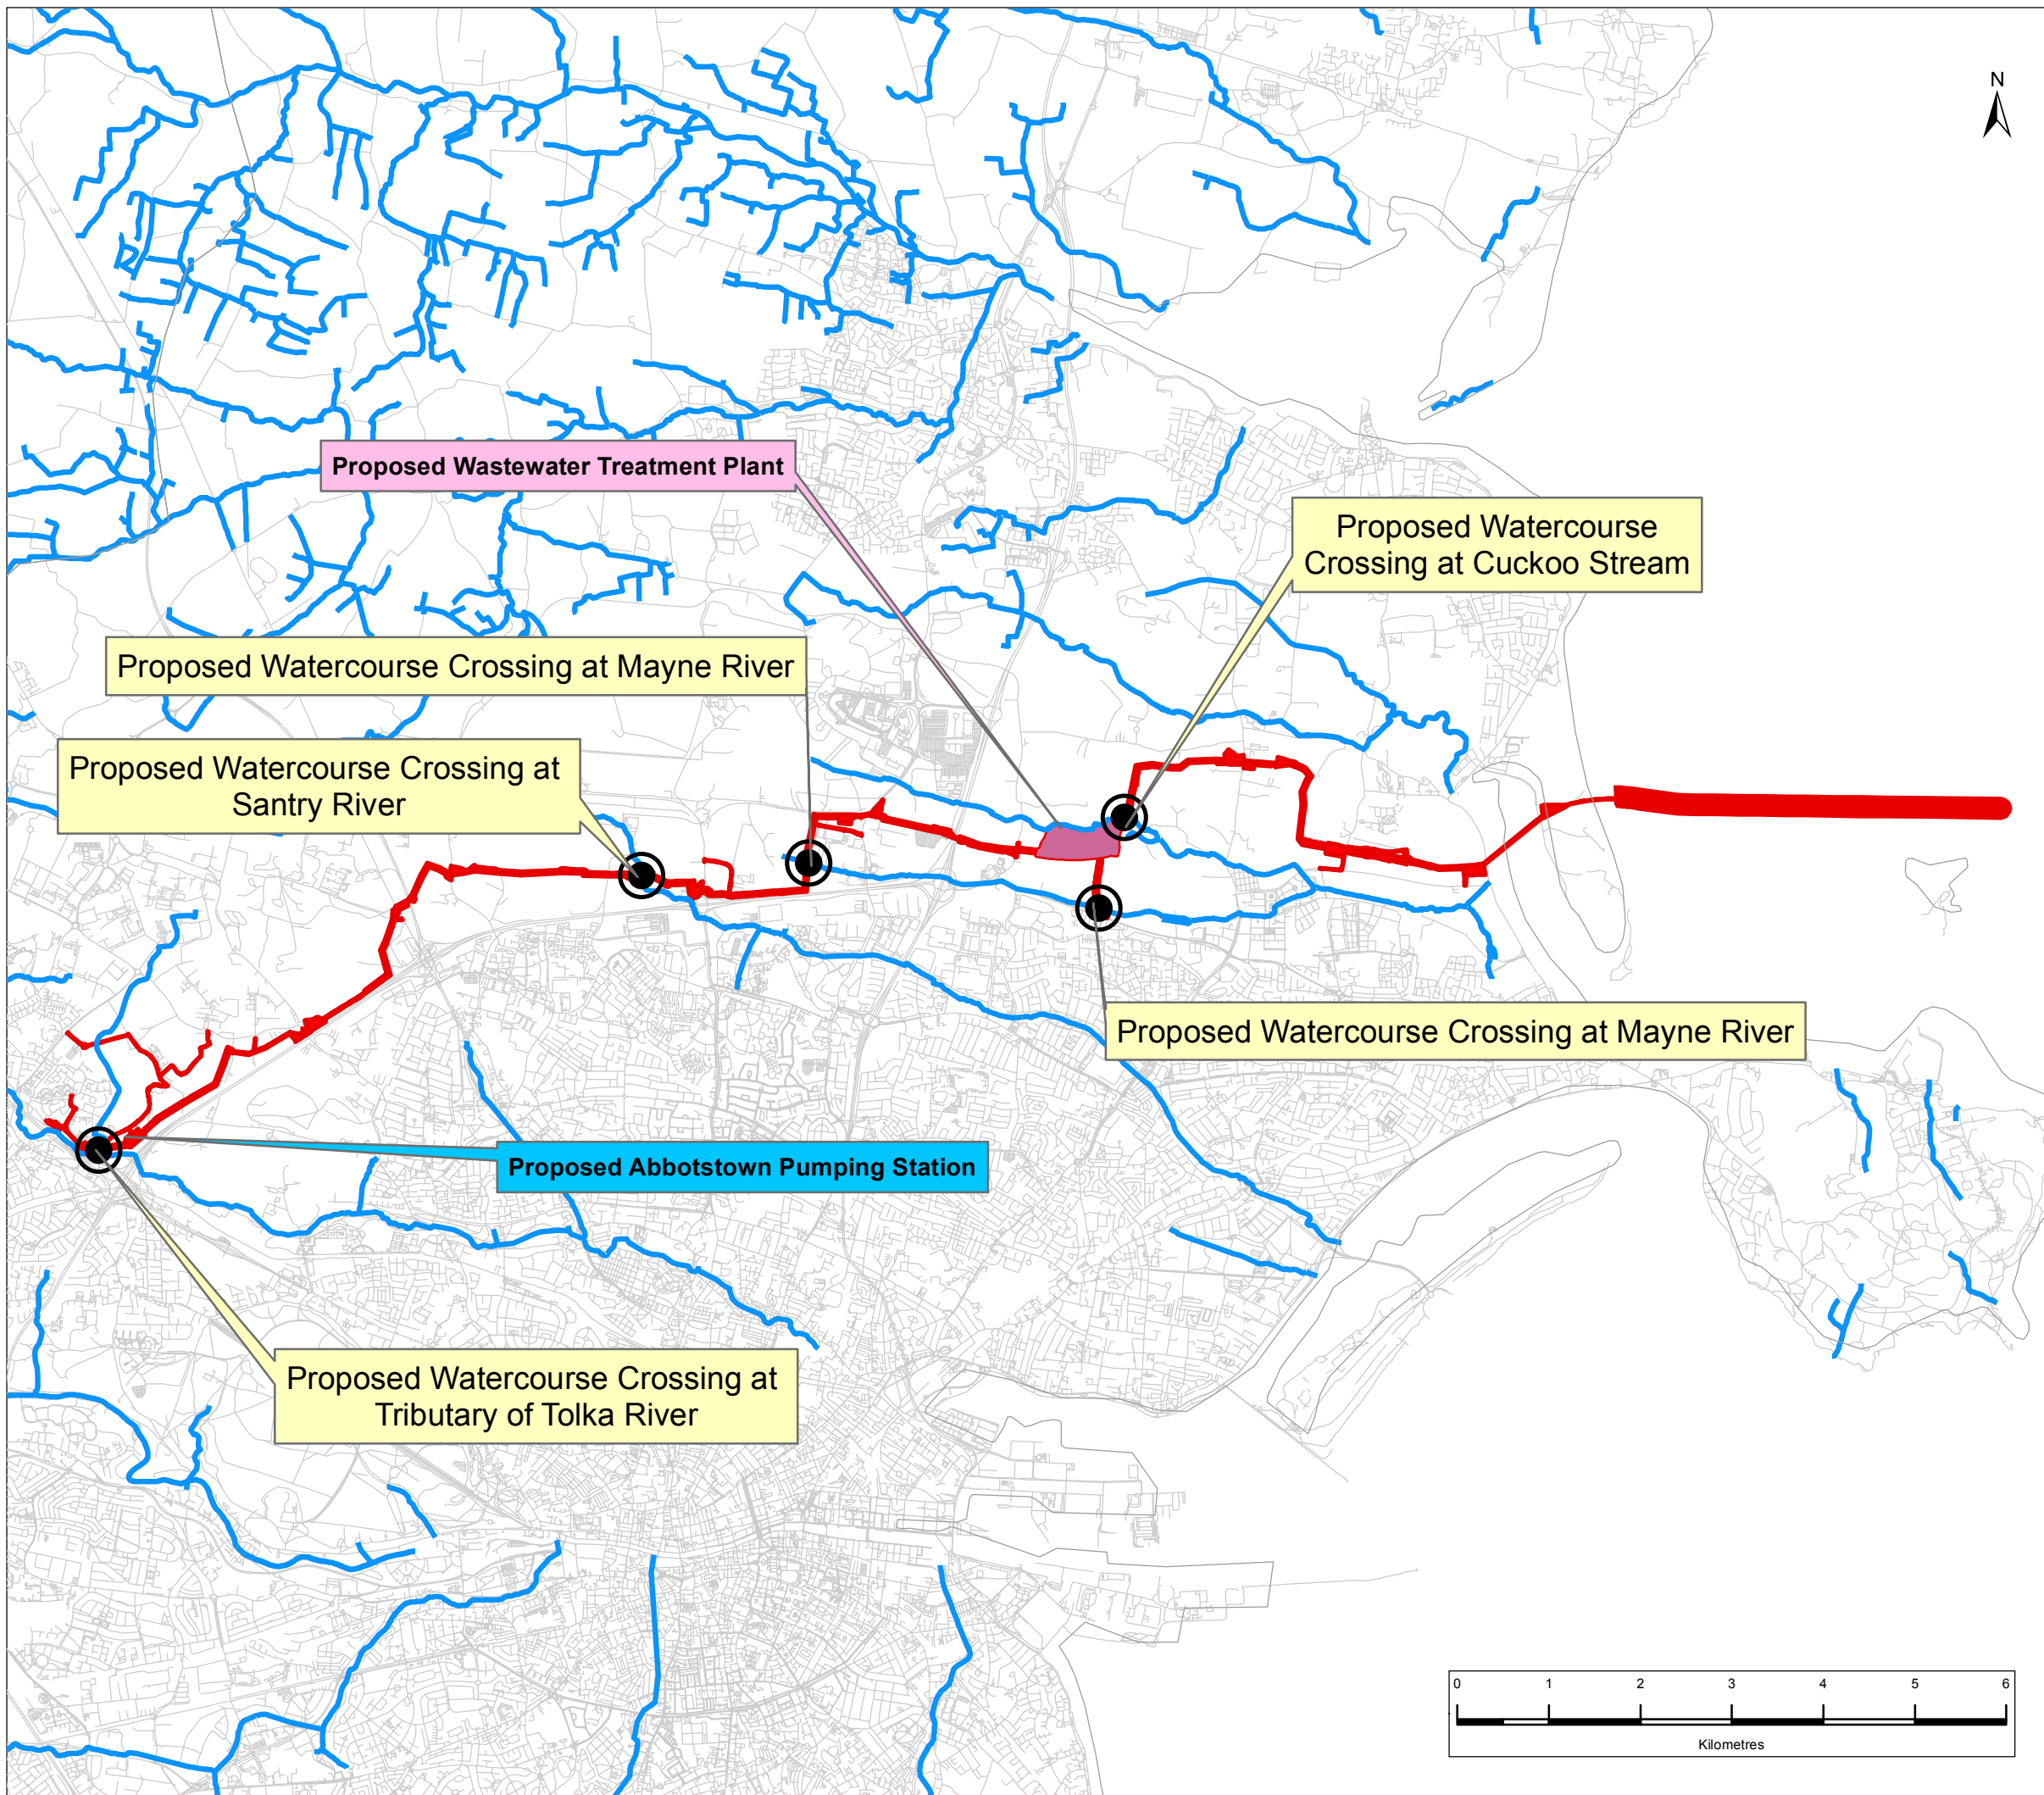 N
Proposed Wastewater Treatment Plant
Proposed Watercourse
Crossing at Cuckoo Stream
Proposed Watercourse Crossing at Mayne River
Proposed Watercourse Crossing at
Santry River
Proposed Watercourse Crossing at Mayne River
Proposed Abbotstown Pumping Station
Proposed Watercourse Crossing at
Tributary of Tolka River
0 1 2 3 4 5 6
Kilometres